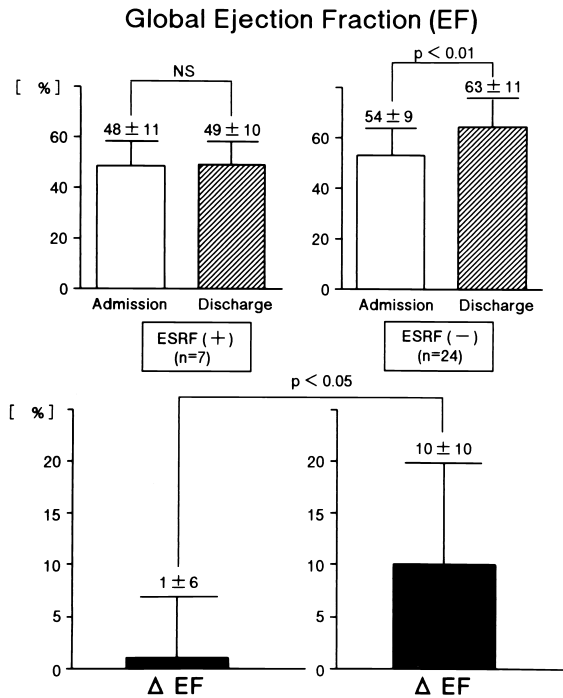 Global Ejection Fraction (EF)
[ %]
NS
48 ± 11
49 ± 10
60
40
20
0
Admission
Discharge
ESRF (+)
(n=7)
p < 0.01
54 ± 9
63 ± 11
60
40
20
0
Admission
Discharge
ESRF (−)
(n=24)
p < 0.05
[ %]
1 ± 6
20
15
10
5
0
Δ EF
10 ± 10
20
15
10
5
0
Δ EF